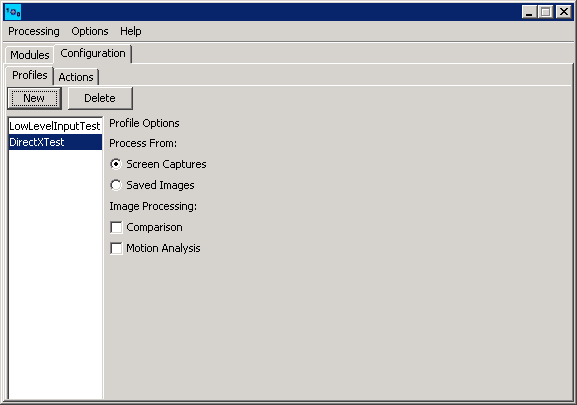 Processing Options Help
Modules Configuration
Profiles Actions
New Delete
LowLevelInputTest
DirectXTest
Profile Options
Process From:
Screen Captures
Saved Images
Image Processing:
Comparison
Motion Analysis